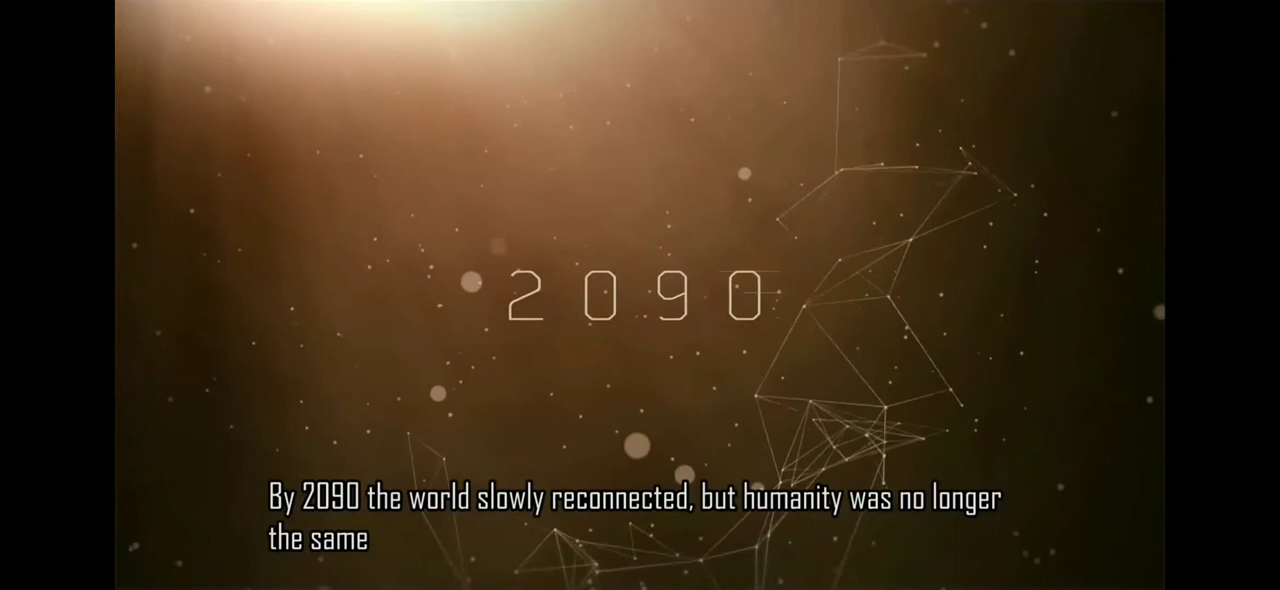 2090
By 2090 the world slowly reconnected, but humanity was no longer
the same